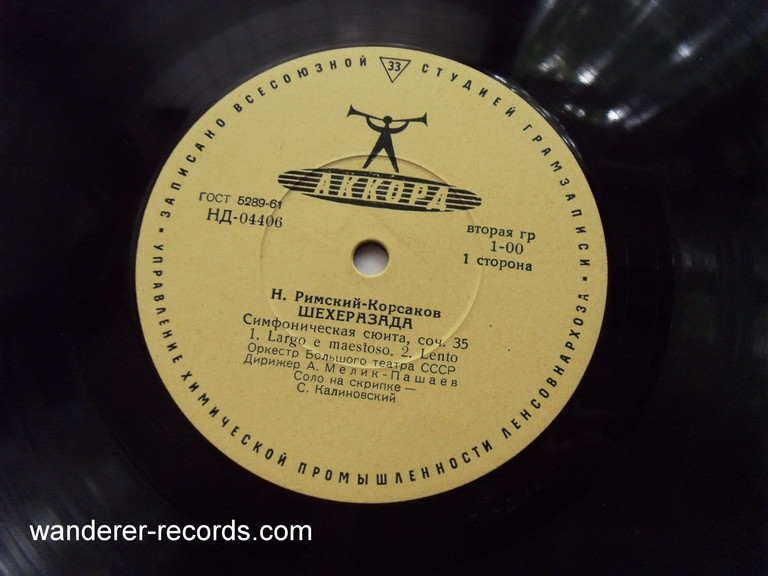 ЗАПИСАНО ВСЕСОЮЗНОЙ 33 СТУДИЕЙ ГРАМЗАПИСИ
АККОРД
ГОСТ 5289-61
НД-04406
вторая гр
1-00
1 сторона
Н. Римский-Корсаков
ШЕХЕРАЗАДА
Симфоническая сюита, соч. 35
1. Largo e maestoso. 2. Lento
Оркестр Большого театра СССР
Дирижер А. Мелик-Пашаев
Соло на скрипке —
С. Калиновский
УПРАВЛЕНИЕ ХИМИЧЕСКОЙ ПРОМЫШЛЕННОСТИ ЛЕНСОВНАРХОЗА
wanderer-records.com